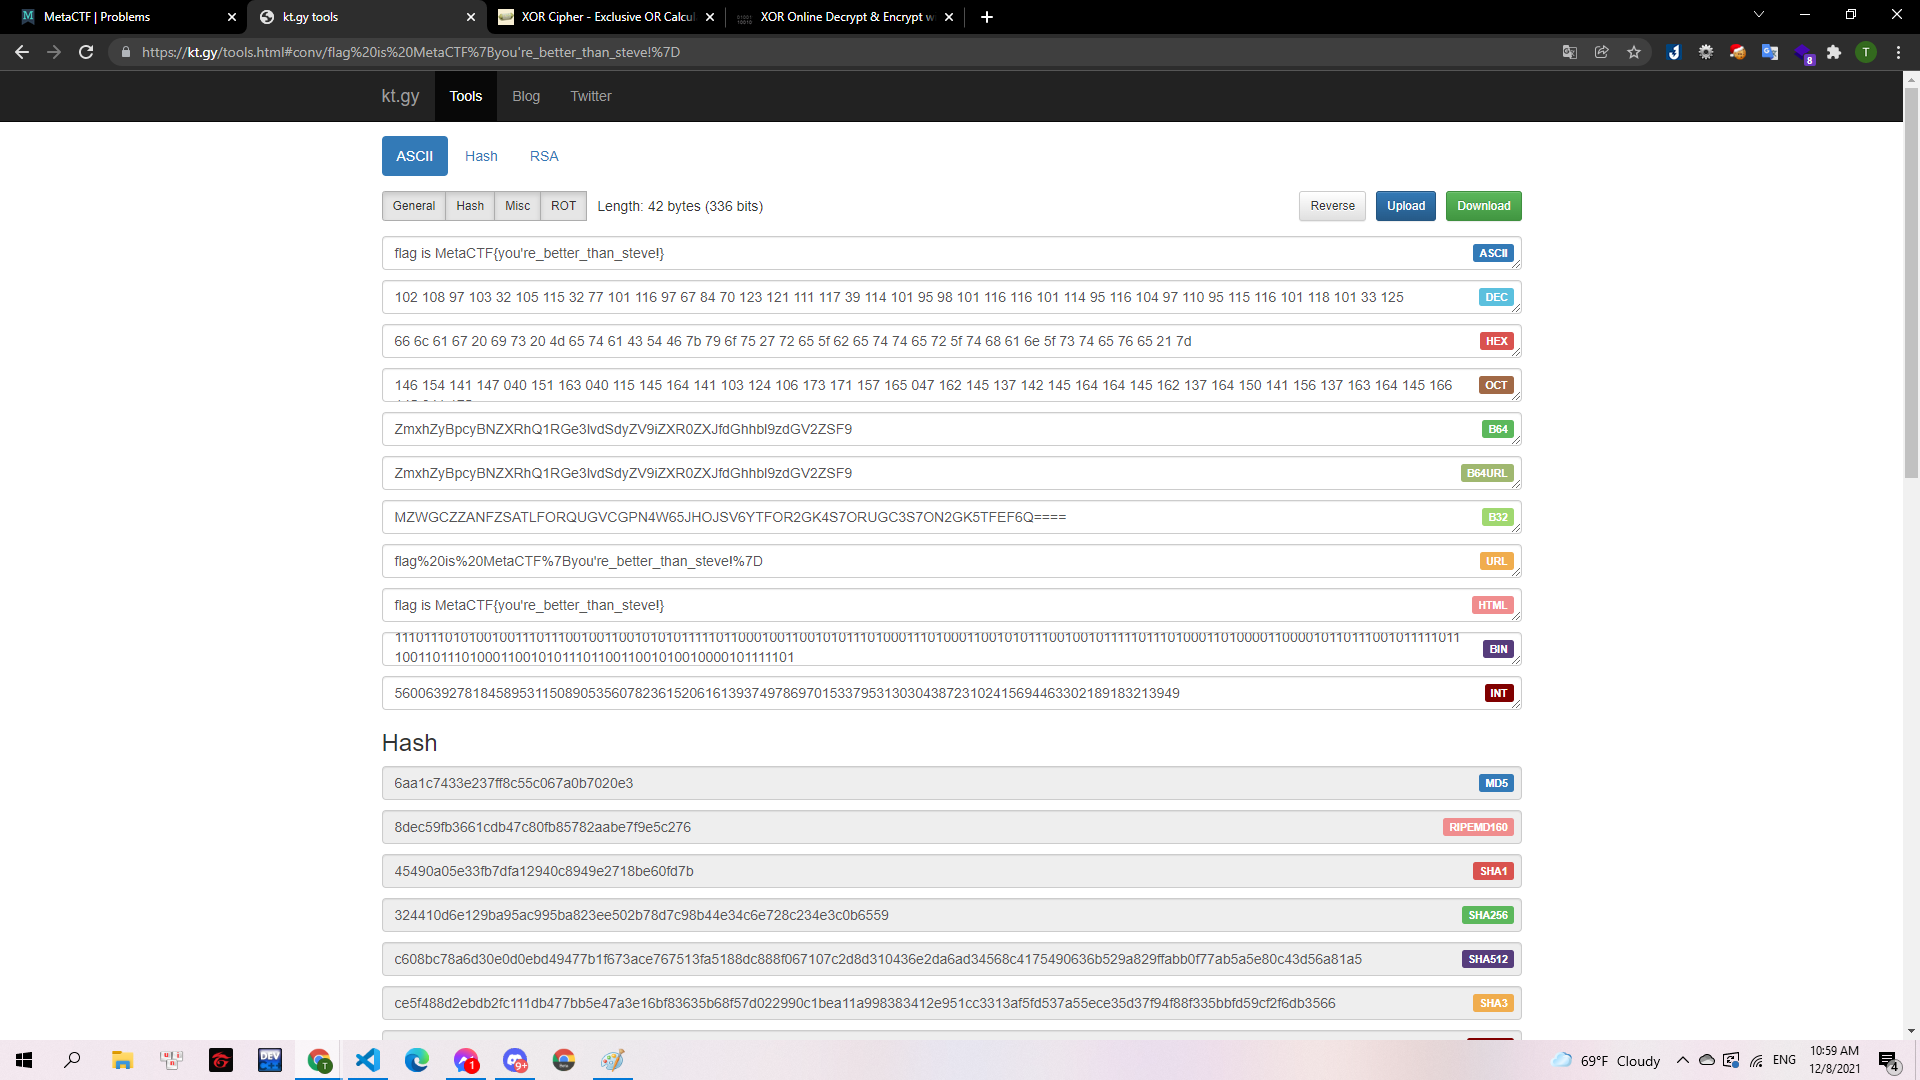 MetaCTF | Problems
kt.gy tools
XOR Cipher - Exclusive OR Calcul
XOR Online Decrypt & Encrypt w
https://kt.gy/tools.html#conv/flag%20is%20MetaCTF%7Byou're_better_than_steve!%7D
T
8
kt.gy
Tools
Blog
Twitter
ASCII
Hash
RSA
General
Hash
Misc
ROT
Length: 42 bytes (336 bits)
Reverse
Upload
Download
flag is MetaCTF{you're_better_than_steve!}
ASCII
102 108 97 103 32 105 115 32 77 101 116 97 67 84 70 123 121 111 117 39 114 101 95 98 101 116 116 101 114 95 116 104 97 110 95 115 116 101 118 101 33 125
DEC
66 6c 61 67 20 69 73 20 4d 65 74 61 43 54 46 7b 79 6f 75 27 72 65 5f 62 65 74 74 65 72 5f 74 68 61 6e 5f 73 74 65 76 65 21 7d
HEX
146 154 141 147 040 151 163 040 115 145 164 141 103 124 106 173 171 157 165 047 162 145 137 142 145 164 164 145 162 137 164 150 141 156 137 163 164 145 166
OCT
ZmxhZyBpcyBNZXRhQ1RGe3lvdSdyZV9iZXR0ZXJfdGhhbl9zdGV2ZSF9
B64
ZmxhZyBpcyBNZXRhQ1RGe3lvdSdyZV9iZXR0ZXJfdGhhbl9zdGV2ZSF9
B64URL
MZWGCZZANFZSATLFORQUGVCGPN4W65JHOJSV6YTFOR2GK4S7ORUGC3S7ON2GK5TFEF6Q====
B32
flag%20is%20MetaCTF%7Byou're_better_than_steve!%7D
URL
flag is MetaCTF{you're_better_than_steve!}
HTML
1001101110100011001010111011001100101001000010111110​1
BIN
INT
Hash
6aa1c7433e237ff8c55c067a0b7020e3
MD5
8dec59fb3661cdb47c80fb85782aabe7f9e5c276
RIPEMD160
45490a05e33fb7dfa12940c8949e2718be60fd7b
SHA1
324410d6e129ba95ac995ba823ee502b78d7c98b44e34c6e728c234e3c0b6559
SHA256
c608bc78a6d30e0d0ebd49477b1f673ace767513fa5188dc888f067107c2d8d310436e2da6ad34568c4175490636b529a829ffabb0f77ab5a5e80c43d56a81a5
SHA512
ce5f488d2ebdb2fc111db477bb5e47a3e16bf83635b68f57d022990c1bea11a998383412e951cc3313af5fd537a55ece35d37f94f88f335bbfd59cf2f6db3566
SHA3
DEV
1
9+
69°F Cloudy
ENG
10:59 AM
12/8/2021
4